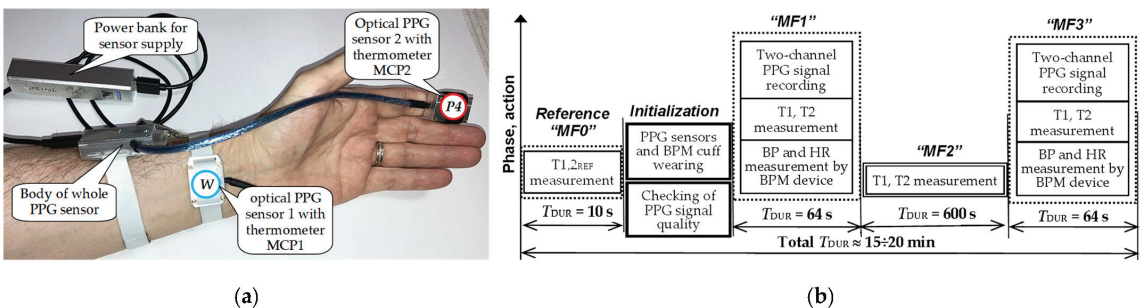 Power bank for
sensor supply
Optical PPG
sensor 2 with
thermometer
MCP2
P4
W
Body of whole
PPG sensor
optical PPG
sensor 1 with
thermometer
MCP1
(a)
Phase, action
Reference
“MF0”
T1,2REF
measurement
TDUR = 10 s
Initialization
PPG sensors
and BPM cuff
wearing
Checking of
PPG signal
quality
“MF1”
Two-channel
PPG signal
recording
T1, T2
measurement
BP and HR
measurement by
BPM device
TDUR = 64 s
“MF2”
T1, T2 measurement
TDUR = 600 s
“MF3”
Two-channel
PPG signal
recording
T1, T2
measurement
BP and HR
measurement by
BPM device
TDUR = 64 s
Total TDUR ≈ 15÷20 min
(b)